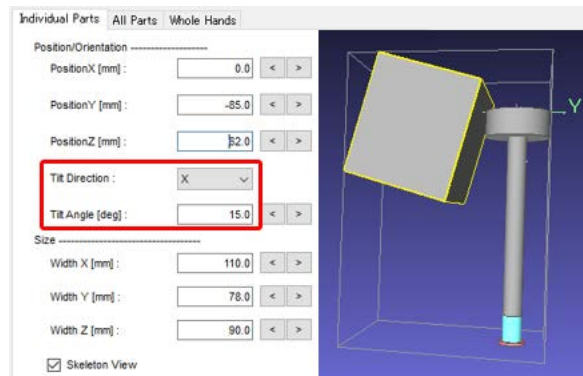 Individual Parts All Parts Whole Hands
Position/Orientation -------------------
PositionX [mm] : 0.0 < >
PositionY [mm] : -85.0 < >
PositionZ [mm] : 62.0 < >
Tilt Direction : X
Tilt Angle [deg] : 15.0 < >
Size -----------------------------------
Width X [mm] : 110.0 < >
Width Y [mm] : 78.0 < >
Width Z [mm] : 90.0 < >
Skeleton View
Y